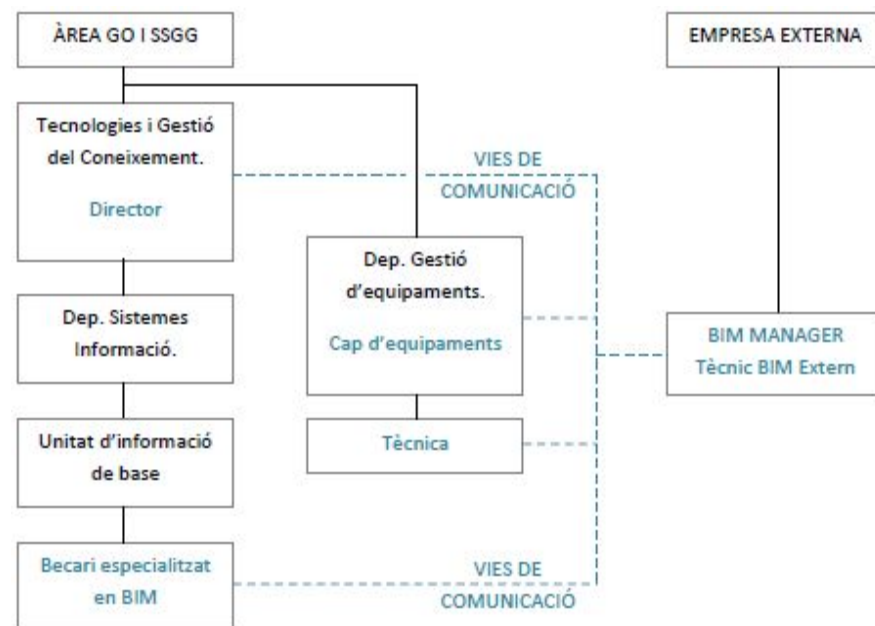 ÀREA GO I SSGG
EMPRESA EXTERNA
Tecnologies i Gestió
del Coneixement.
Director
VIES DE
COMUNICACIÓ
Dep. Gestió
d'equipaments.
Cap d'equipaments
Dep. Sistemes
Informació.
BIM MANAGER
Tècnic BIM Extern
Unitat d'informació
de base
Tècnica
Becari especialitzat
en BIM
VIES DE
COMUNICACIÓ